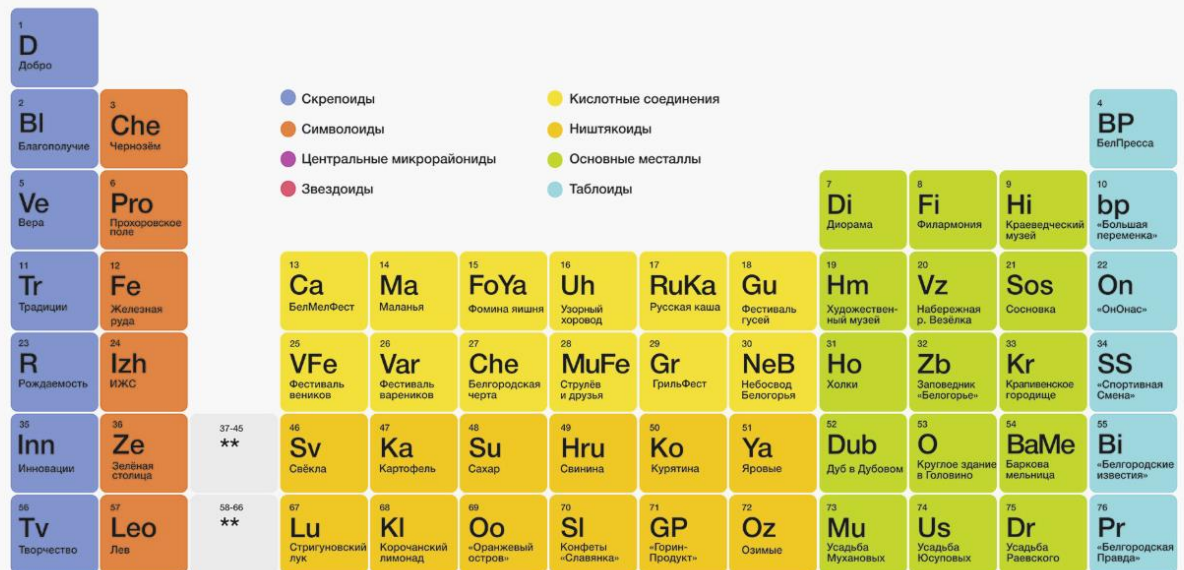 1
D
Добро
2
Bl
Благополучие
3
Che
Чернозём
Скрепоиды
Символоиды
Центральные микрорайониды
Звездоиды
Кислотные соединения
Ништякоиды
Основные месталлы
Таблоиды
4
BP
БелПресса
5
Ve
Вера
6
Pro
Прохоровское
поле
7
Di
Диорама
8
Fi
Филармония
9
Hi
Краеведческий
музей
10
bp
«Большая
переменка»
11
Tr
Традиции
12
Fe
Железная
руда
13
Ca
БелМелФест
14
Ma
Маланья
15
FoYa
Фомина яишня
16
Uh
Узорный
хоровод
17
RuKa
Русская каша
18
Gu
Фестиваль
гусей
19
Hm
Художествен-
ный музей
20
Vz
Набережная
р. Везёлка
21
Sos
Сосновка
22
On
«ОнОнас»
23
R
Рождаемость
24
Izh
ИЖС
25
VFe
Фестиваль
веников
26
Var
Фестиваль
вареников
27
Che
Белгородская
черта
28
MuFe
Струлёв
и друзья
29
Gr
ГрильФест
30
NeB
Небосвод
Белогорья
31
Ho
Холки
32
Zb
Заповедник
«Белогорье»
33
Kr
Крапивенское
городище
34
SS
«Спортивная
Смена»
35
Inn
Инновации
36
Ze
Зелёная
столица
37-45
**
46
Sv
Свёкла
47
Ka
Картофель
48
Su
Сахар
49
Hru
Свинина
50
Ko
Курятина
51
Ya
Яровые
52
Dub
Дуб в Дубовом
53
O
Круглое здание
в Головино
54
BaMe
Баркова
мельница
55
Bi
«Белгородские
известия»
56
Tv
Творчество
57
Leo
Лев
58-66
**
67
Lu
Стригуновский
лук
68
Kl
Корочанский
лимонад
69
Oo
«Оранжевый
остров»
70
Sl
Конфеты
«Славянка»
71
GP
«Горин-
Продукт»
72
Oz
Озимые
73
Mu
Усадьба
Мухановых
74
Us
Усадьба
Юсуповых
75
Dr
Усадьба
Раевского
76
Pr
«Белгородская
Правда»